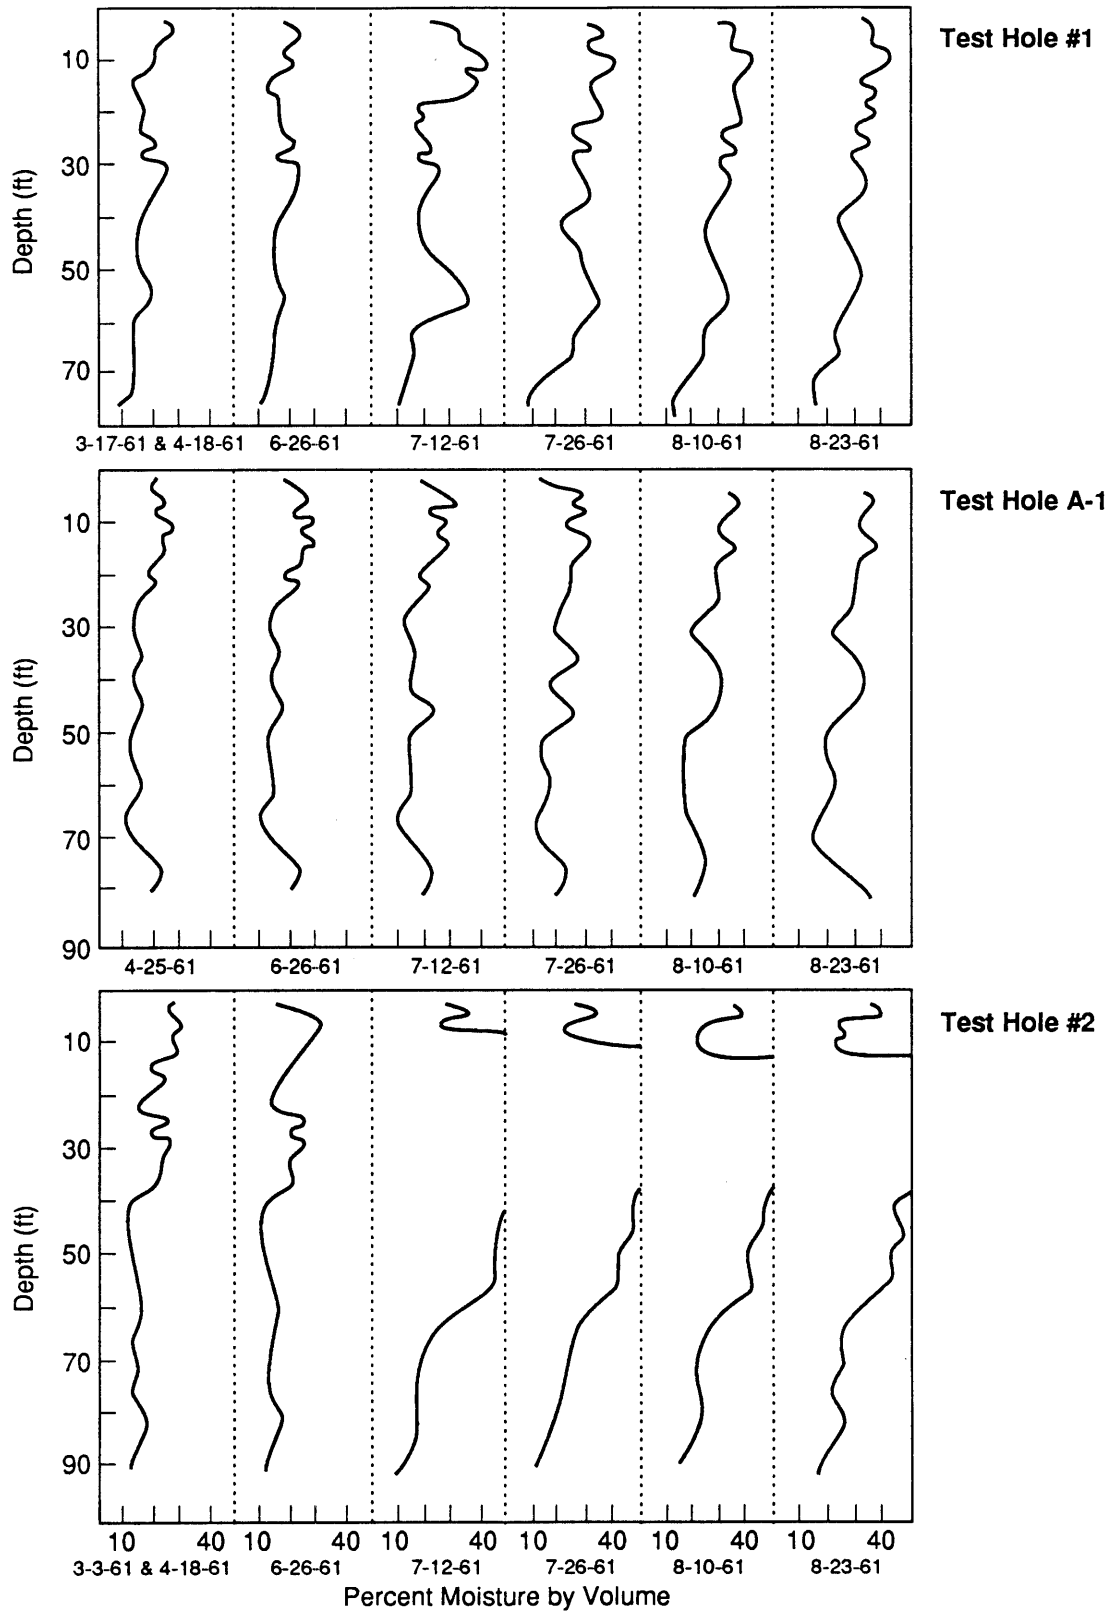 Test Hole #1
10
30
50
70
Depth (ft)
3-17-61 & 4-18-61 6-26-61 7-12-61 7-26-61 8-10-61 8-23-61
Test Hole A-1
10
30
50
70
90
Depth (ft)
4-25-61 6-26-61 7-12-61 7-26-61 8-10-61 8-23-61
Test Hole #2
10
30
50
70
90
Depth (ft)
10 40 10 40 10 40 10 40 10 40 10 40
3-3-61 & 4-18-61 6-26-61 7-12-61 7-26-61 8-10-61 8-23-61
Percent Moisture by Volume